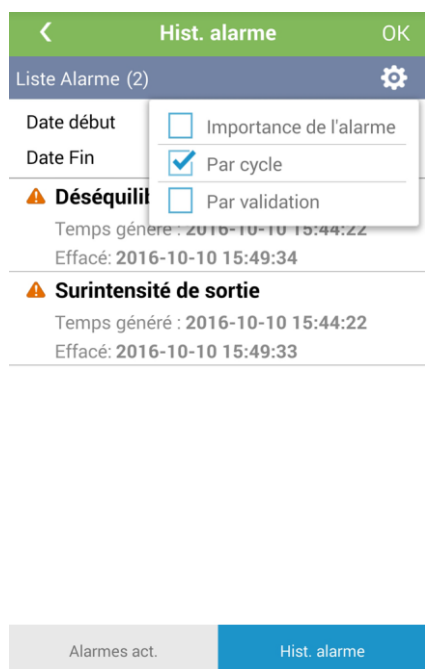 Hist. alarme OK
Liste Alarme (2)
Date début
Importance de l'alarme
Date Fin
Par cycle
Par validation
Temps généré : 2016-10-10 15:44:22
Effacé: 2016-10-10 15:49:34
Surintensité de sortie
Temps généré : 2016-10-10 15:44:22
Effacé: 2016-10-10 15:49:33
Alarmes act. Hist. alarme